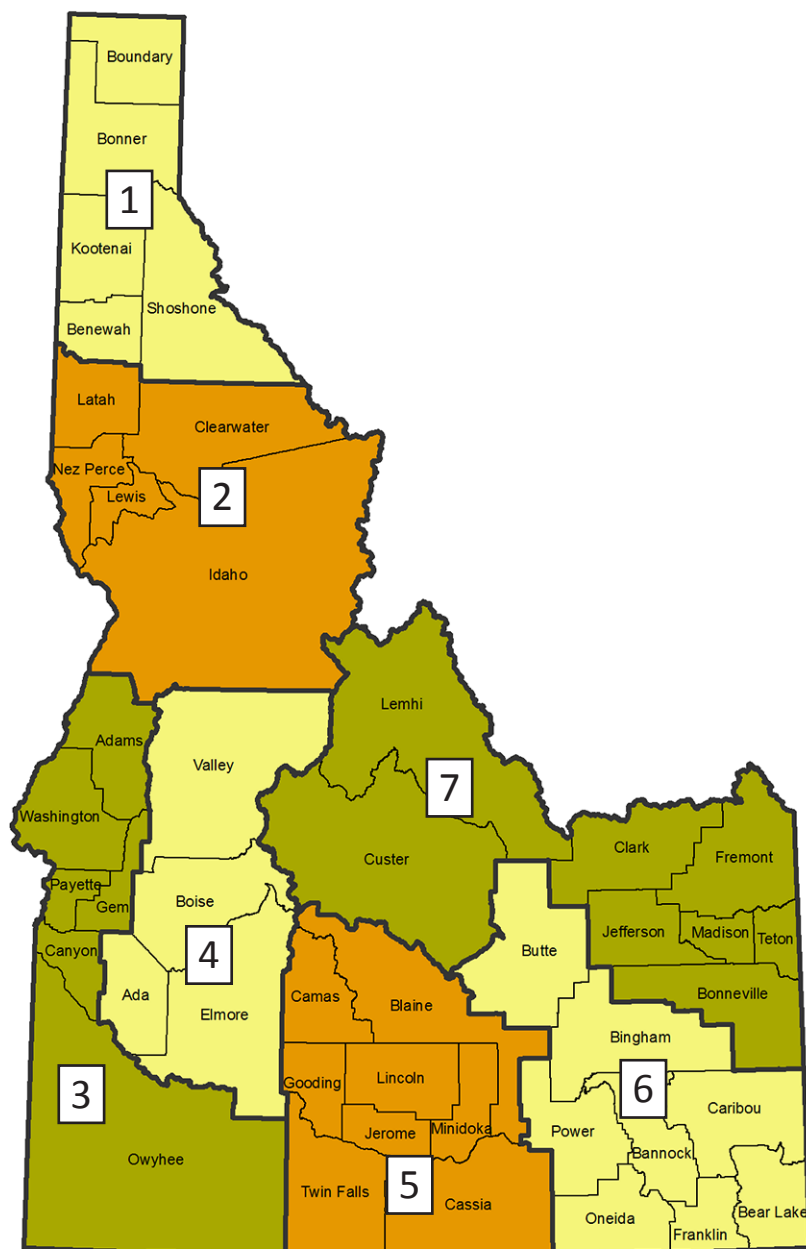 Boundary
Bonner
1
Kootenai
Shoshone
Benewah
Latah
Clearwater
Nez Perce
Lewis
2
Idaho
Lemhi
Adams
Valley
7
Washington
Custer
Clark
Fremont
Payette
Gem
Boise
Jefferson
Madison
Teton
Canyon
4
Butte
Ada
Elmore
Camas
Blaine
Bonneville
Bingham
3
Gooding
Lincoln
6
Caribou
Jerome
Minidoka
Power
Bannock
Owyhee
Twin Falls
5
Cassia
Oneida
Franklin
Bear Lake